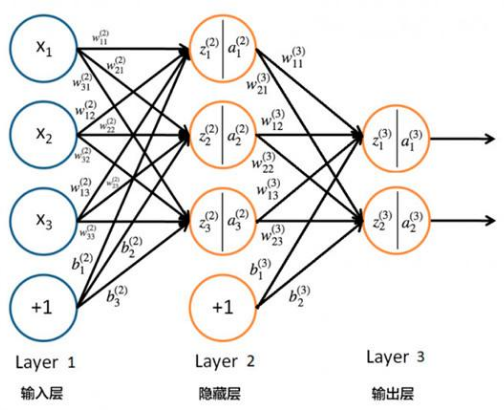 x₁
w₁₁⁽²⁾
w₂₁⁽²⁾
w₃₁⁽²⁾
z₁⁽²⁾ a₁⁽²⁾
w₁₁⁽³⁾
w₂₁⁽³⁾
x₂
w₁₂⁽²⁾
w₂₂⁽²⁾
w₃₂⁽²⁾
z₂⁽²⁾ a₂⁽²⁾
w₁₂⁽³⁾
w₂₂⁽³⁾
z₁⁽³⁾ a₁⁽³⁾
x₃
w₁₃⁽²⁾
w₂₃⁽²⁾
w₃₃⁽²⁾
z₃⁽²⁾ a₃⁽²⁾
w₁₃⁽³⁾
w₂₃⁽³⁾
z₂⁽³⁾ a₂⁽³⁾
+1
b₁⁽²⁾
b₂⁽²⁾
b₃⁽²⁾
+1
b₁⁽³⁾
b₂⁽³⁾
Layer 1
Layer 2
Layer 3
输入层
隐藏层
输出层